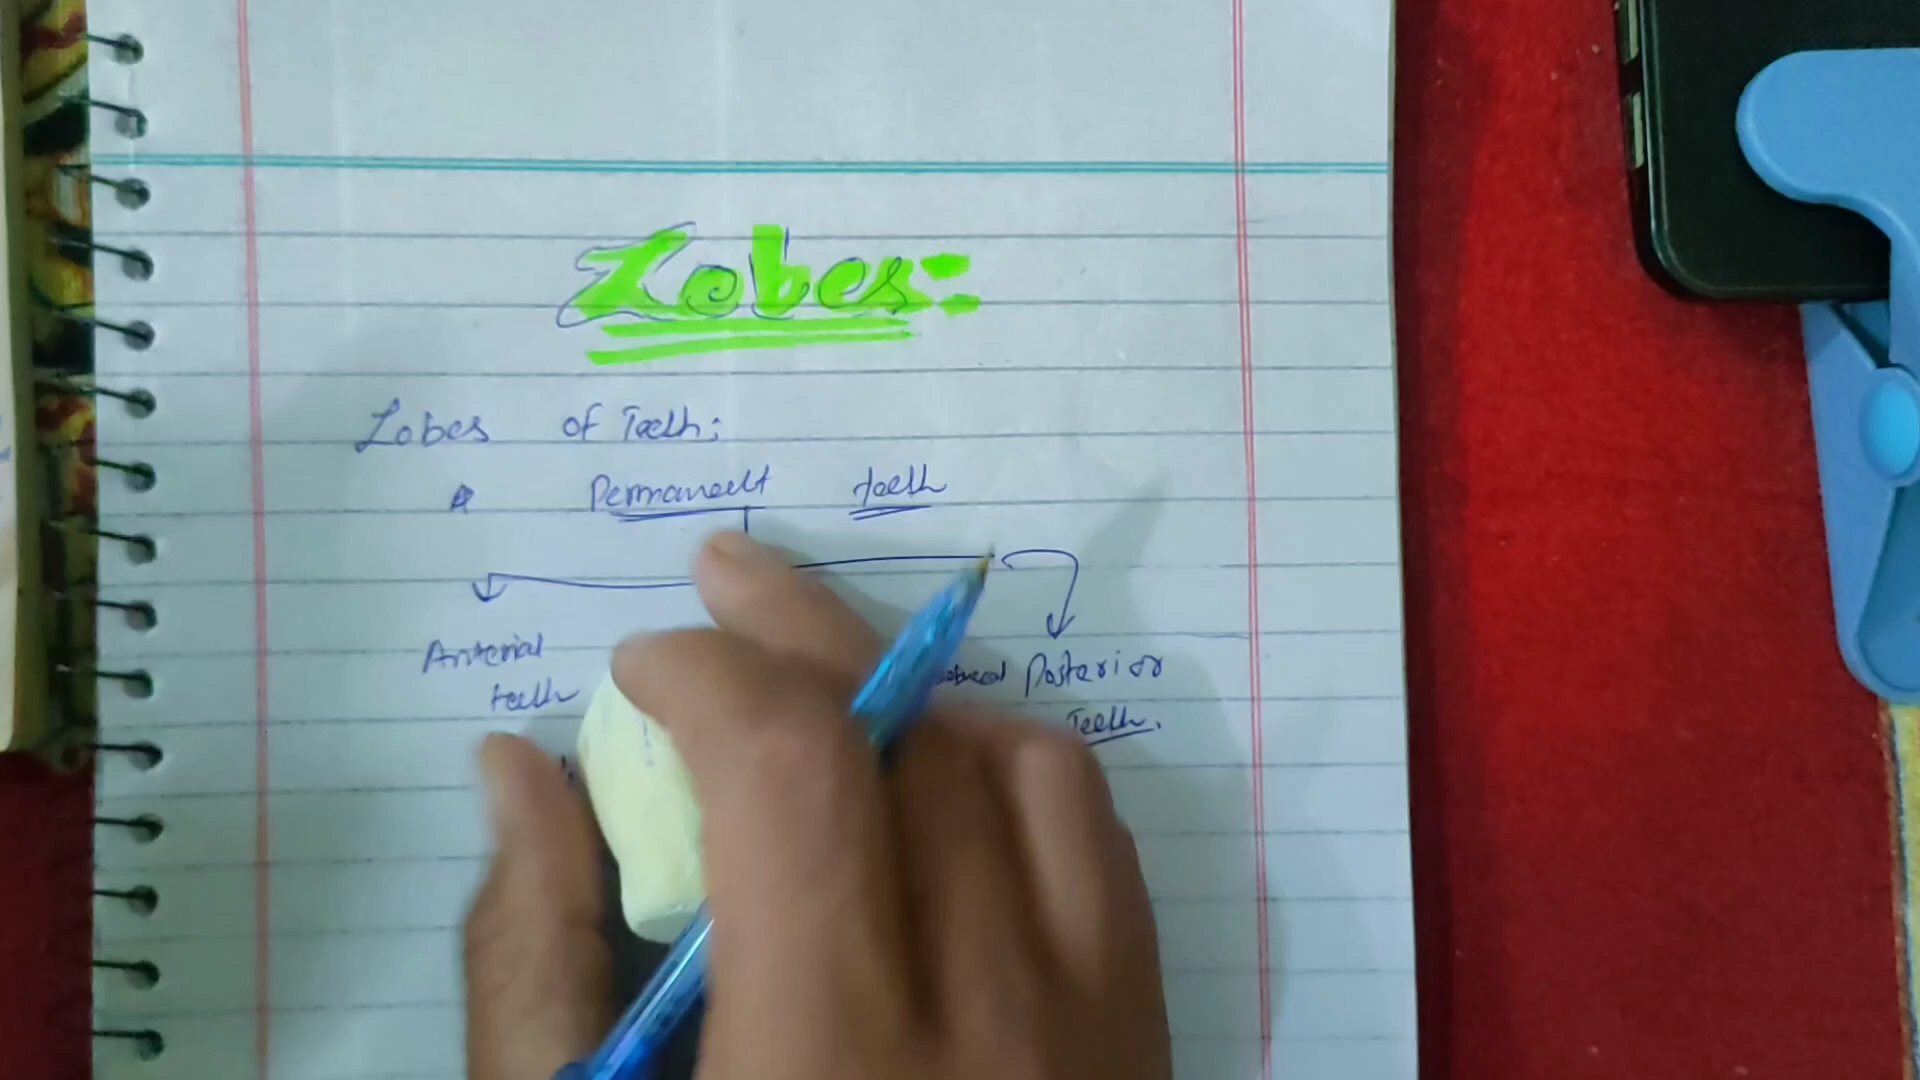 Lobes:
Lobes of Teeth:
Permanent teeth
Anterial Posterior
teeth Teeth.